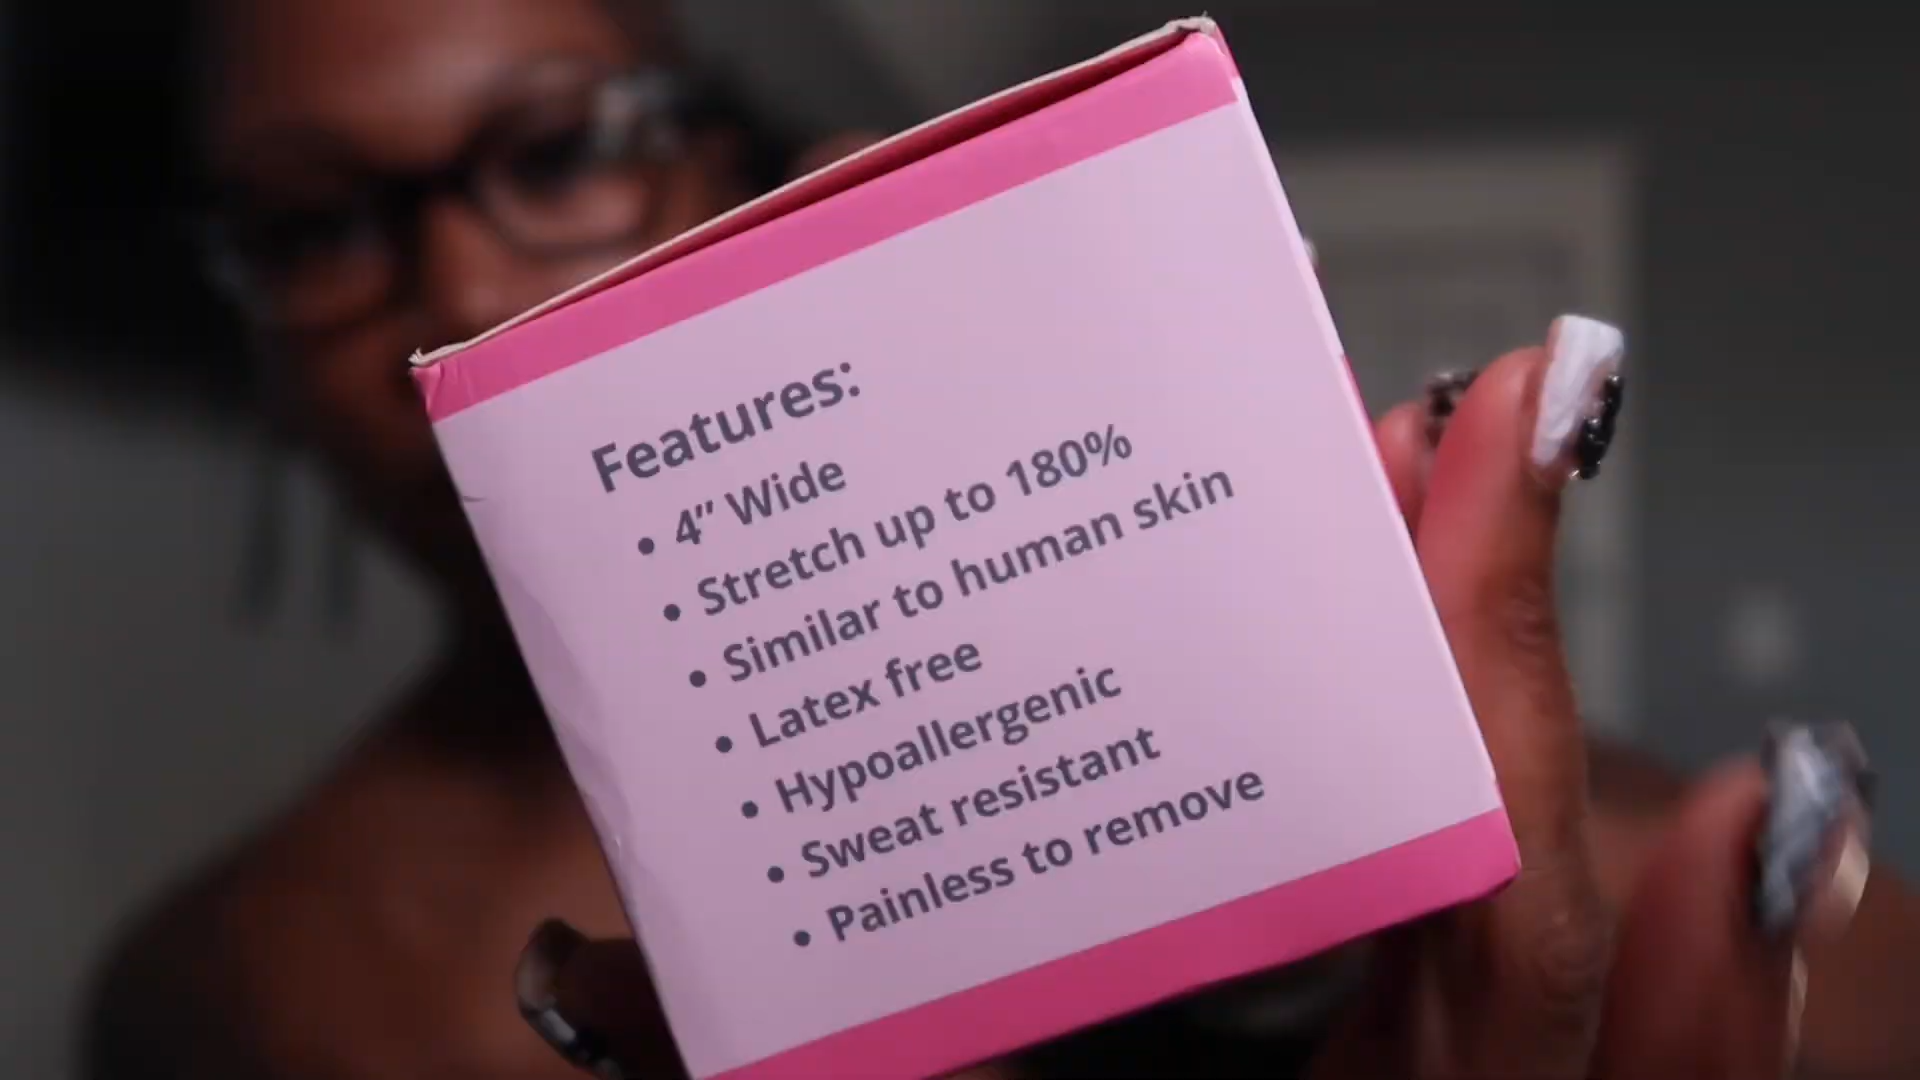 Features:
• 4” Wide
• Stretch up to 180%
• Similar to human skin
• Latex free
• Hypoallergenic
• Sweat resistant
• Painless to remove